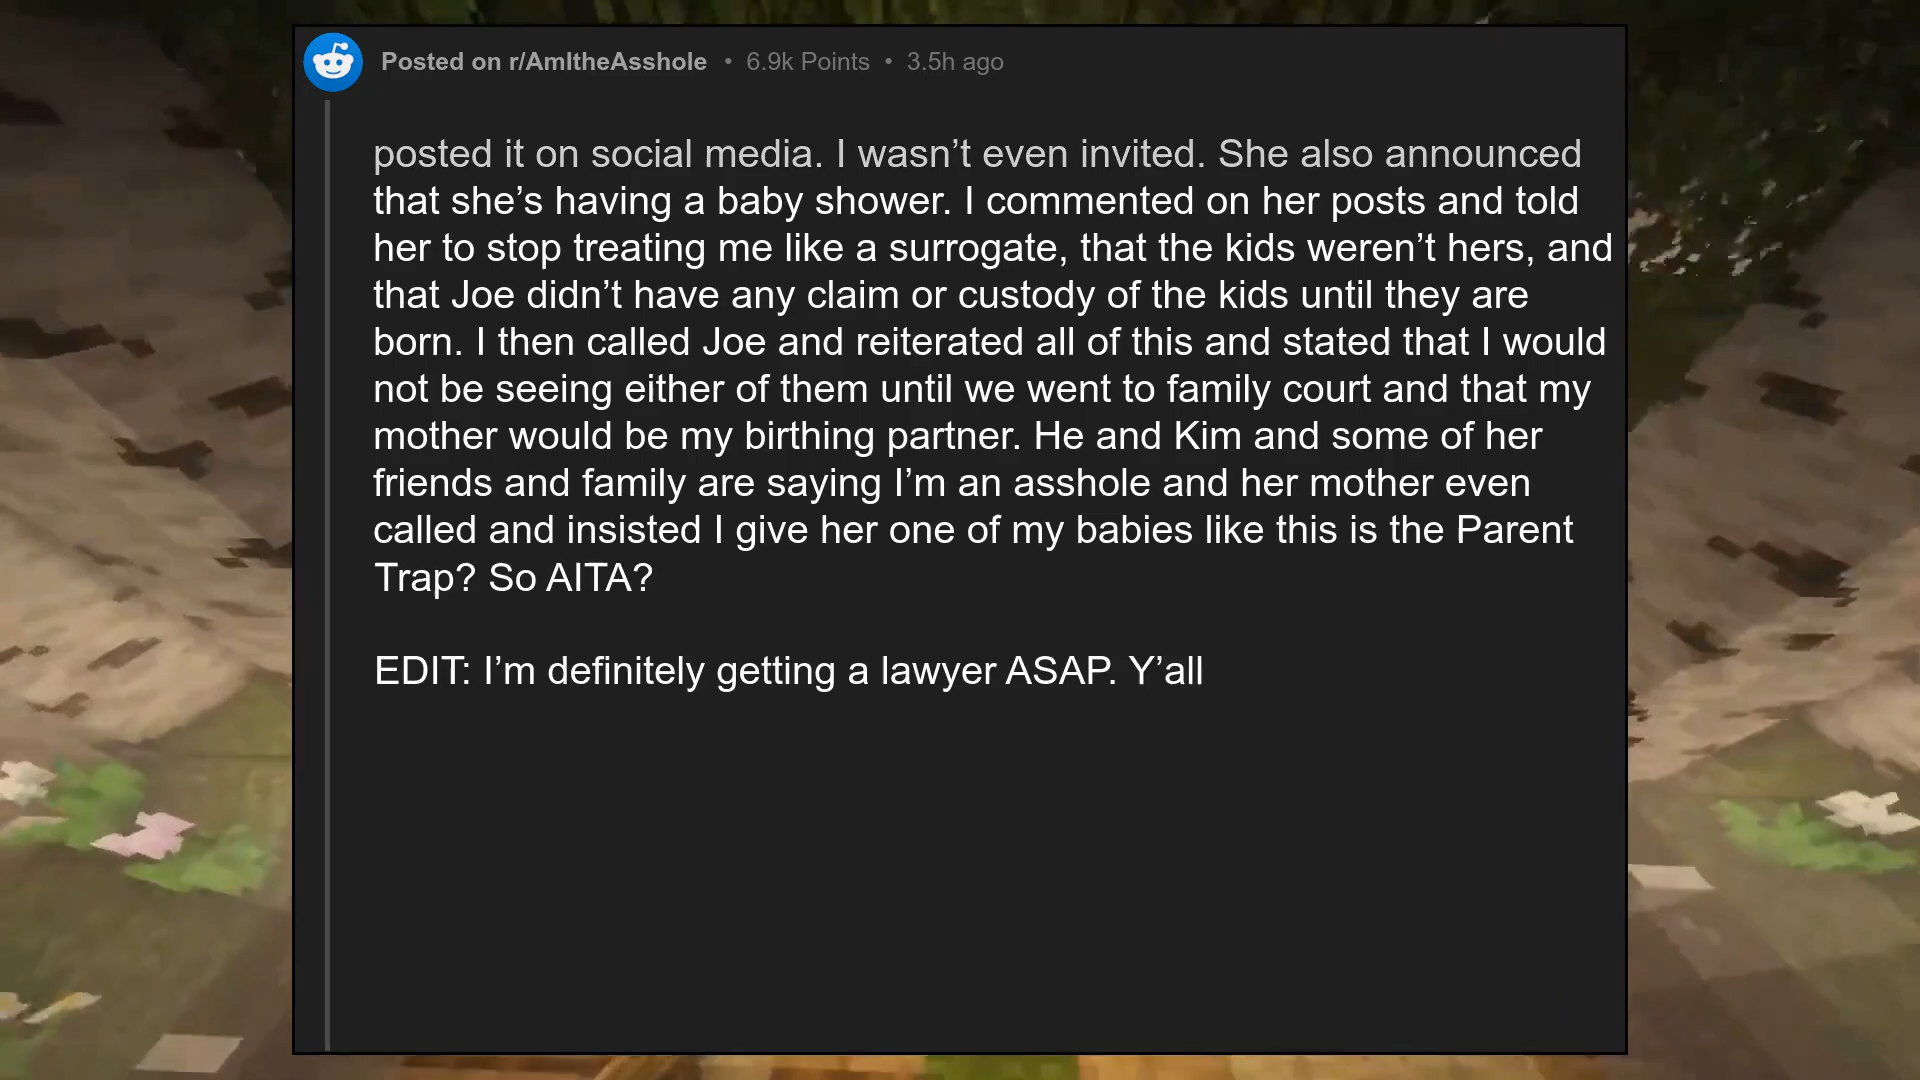 Posted on r/AmItheAsshole • 6.9k Points • 3.5h ago
posted it on social media. I wasn’t even invited. She also announced
that she’s having a baby shower. I commented on her posts and told
her to stop treating me like a surrogate, that the kids weren’t hers, and
that Joe didn’t have any claim or custody of the kids until they are
born. I then called Joe and reiterated all of this and stated that I would
not be seeing either of them until we went to family court and that my
mother would be my birthing partner. He and Kim and some of her
friends and family are saying I’m an asshole and her mother even
called and insisted I give her one of my babies like this is the Parent
Trap? So AITA?
EDIT: I’m definitely getting a lawyer ASAP. Y’all